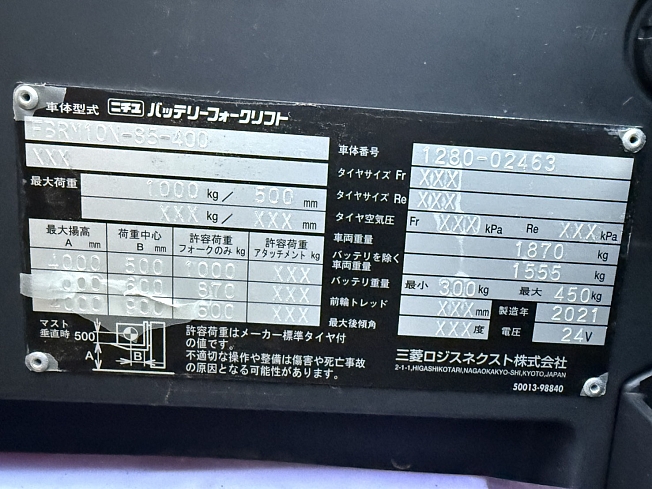 車体型式 ニチユ バッテリーフォークリフト
FBRM10N-85-400
XXX
最大荷重 1000 kg / 500 mm
XXX kg / XXX mm
最大揚高 A mm 荷重中心 B mm 許容荷重 フォークのみ kg 許容荷重 アタッチメント kg
4000 500 1000 XXX
600 870 XXX
600 XXX
マスト垂直時 500 A B
許容荷重はメーカー標準タイヤ付
の値です。
不適切な操作や整備は傷害や死亡事故
の原因となる可能性があります。
車体番号 1280-02463
タイヤサイズ Fr XXX
タイヤサイズ Re XXX
タイヤ空気圧 Fr XXX kPa Re XXX kPa
車両重量 1870 kg
バッテリを除く
車両重量 1555 kg
バッテリ重量 最小 300 kg 最大 450 kg
前輪トレッド XXX mm 製造年 2021
最大後傾角 XXX 度 電圧 24 V
三菱ロジスネクスト株式会社
2-1-1,HIGASHIKOTARI,NAGAOKAKYO-SHI,KYOTO,JAPAN
50013-98840